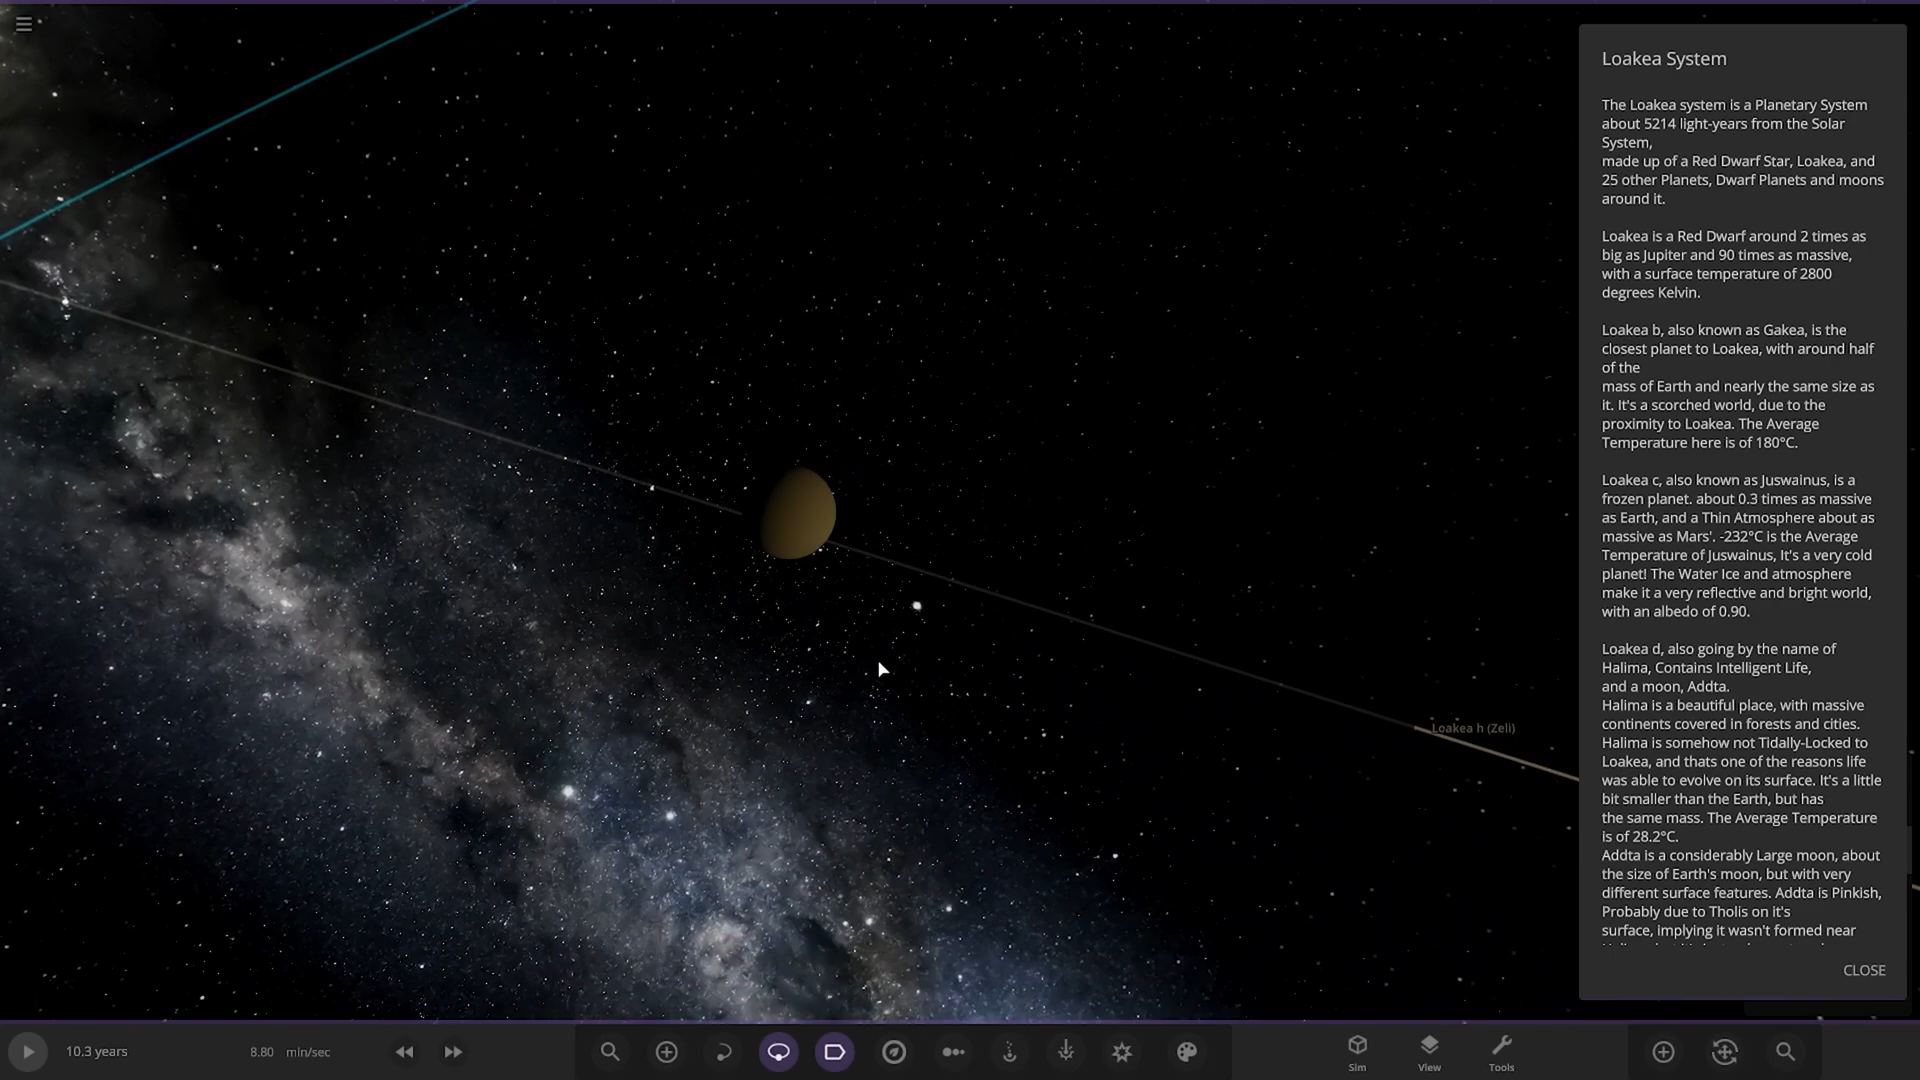 Loakea System
The Loakea system is a Planetary System
about 5214 light-years from the Solar
System,
made up of a Red Dwarf Star, Loakea, and
25 other Planets, Dwarf Planets and moons
around it.
Loakea is a Red Dwarf around 2 times as
big as Jupiter and 90 times as massive,
with a surface temperature of 2800
degrees Kelvin.
Loakea b, also known as Gakea, is the
closest planet to Loakea, with around half
of the
mass of Earth and nearly the same size as
it. It's a scorched world, due to the
proximity to Loakea. The Average
Temperature here is of 180°C.
Loakea c, also known as Juswainus, is a
frozen planet. about 0.3 times as massive
as Earth, and a Thin Atmosphere about as
massive as Mars'. -232°C is the Average
Temperature of Juswainus, It's a very cold
planet! The Water Ice and atmosphere
make it a very reflective and bright world,
with an albedo of 0.90.
Loakea d, also going by the name of
Halima, Contains Intelligent Life,
and a moon, Addta.
Halima is a beautiful place, with massive
continents covered in forests and cities.
Halima is somehow not Tidally-Locked to
Loakea, and thats one of the reasons life
was able to evolve on its surface. It's a little
bit smaller than the Earth, but has
the same mass. The Average Temperature
is of 28.2°C.
Addta is a considerably Large moon, about
the size of Earth's moon, but with very
different surface features. Addta is Pinkish,
Probably due to Tholis on it's
surface, implying it wasn't formed near
CLOSE
Loakea h (Zeli)
10.3 years
8.80 min/sec
Sim
View
Tools